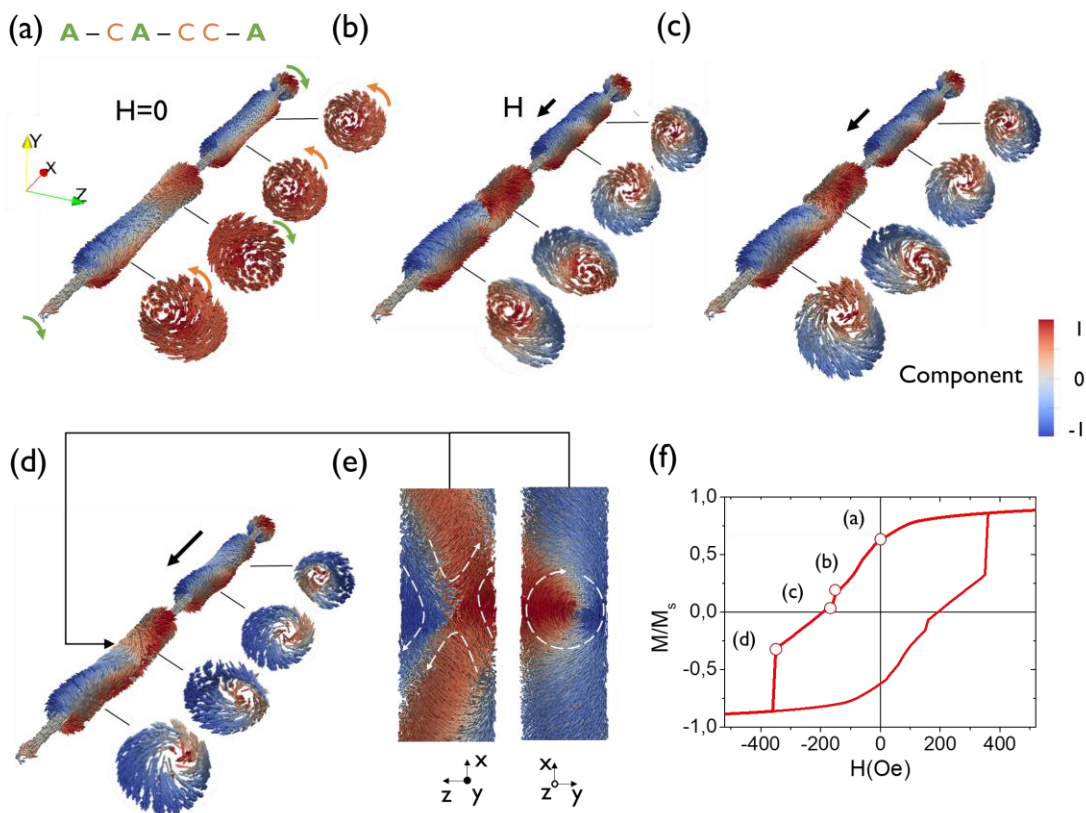 (a) A – C A – C C – A
(b)
(c)
H=0
H
Y
X
Z
Component
1
0
-1
(d)
(e)
(f)
x
z
y
x
z
y
1,0
0,5
0,0
-0,5
-1,0
M/Ms
(a)
(b)
(c)
(d)
-400
-200
0
200
400
H(Oe)